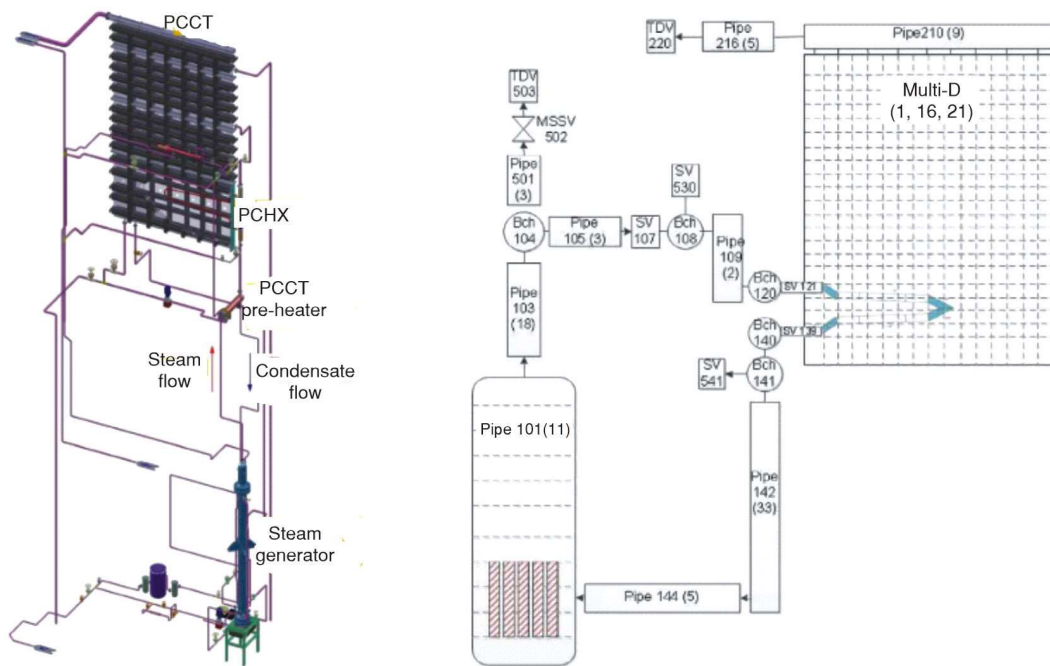 PCCT
PCHX
PCCT
pre-heater
Steam
flow
Condensate
flow
Steam
generator
TDV
220
Pipe
216 (5)
Pipe210 (9)
Multi-D
(1, 16, 21)
TDV
503
MSSV
502
Pipe
501
(3)
SV
530
Bch
104
Pipe
105 (3)
SV
107
Bch
108
Pipe
109
(2)
Bch
120
SV 121
Pipe
103
(18)
Bch
140
SV 139
SV
541
Bch
141
Pipe 101(11)
Pipe
142
(33)
Pipe 144 (5)